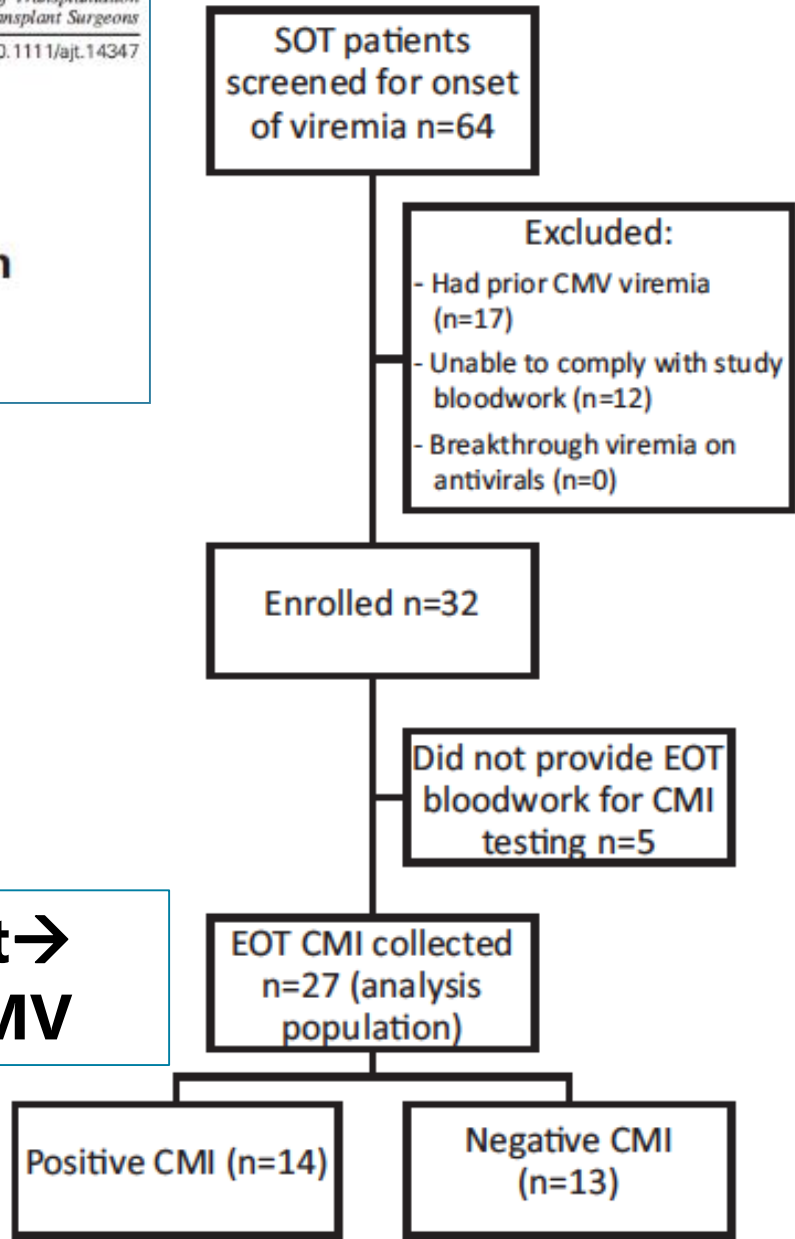 Transplantation
ansplant Surgeons
0.1111/ajt.14347
n
t→
MV
SOT patients
screened for onset
of viremia n=64
Excluded:
- Had prior CMV viremia
(n=17)
- Unable to comply with study
bloodwork (n=12)
- Breakthrough viremia on
antivirals (n=0)
Enrolled n=32
Did not provide EOT
bloodwork for CMI
testing n=5
EOT CMI collected
n=27 (analysis
population)
Positive CMI (n=14)
Negative CMI
(n=13)